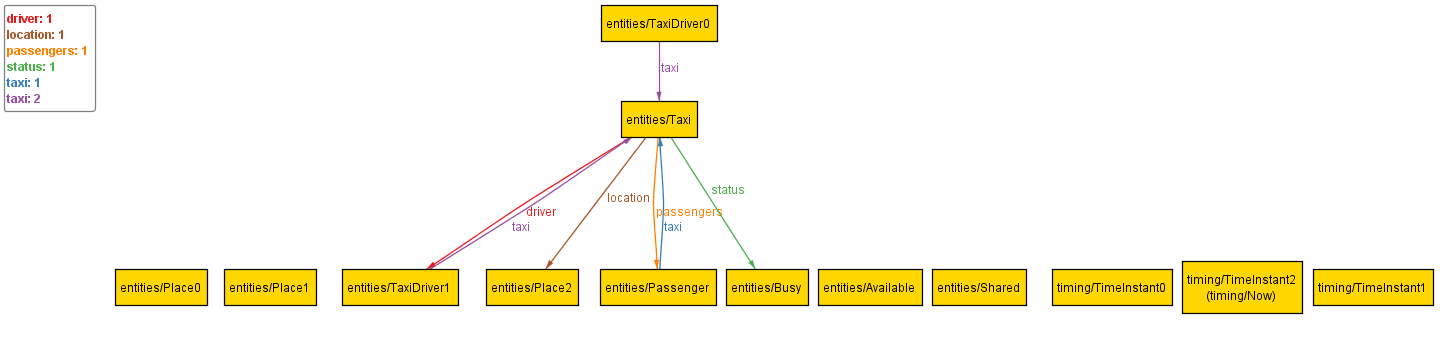 driver: 1
location: 1
passengers: 1
status: 1
taxi: 1
taxi: 2
entities/TaxiDriver0
taxi
entities/Taxi
status
location
driver
passengers
taxi
taxi
entities/Place0
entities/Place1
entities/TaxiDriver1
entities/Place2
entities/Passenger
entities/Busy
entities/Available
entities/Shared
timing/TimeInstant0
timing/TimeInstant2
(timing/Now)
timing/TimeInstant1